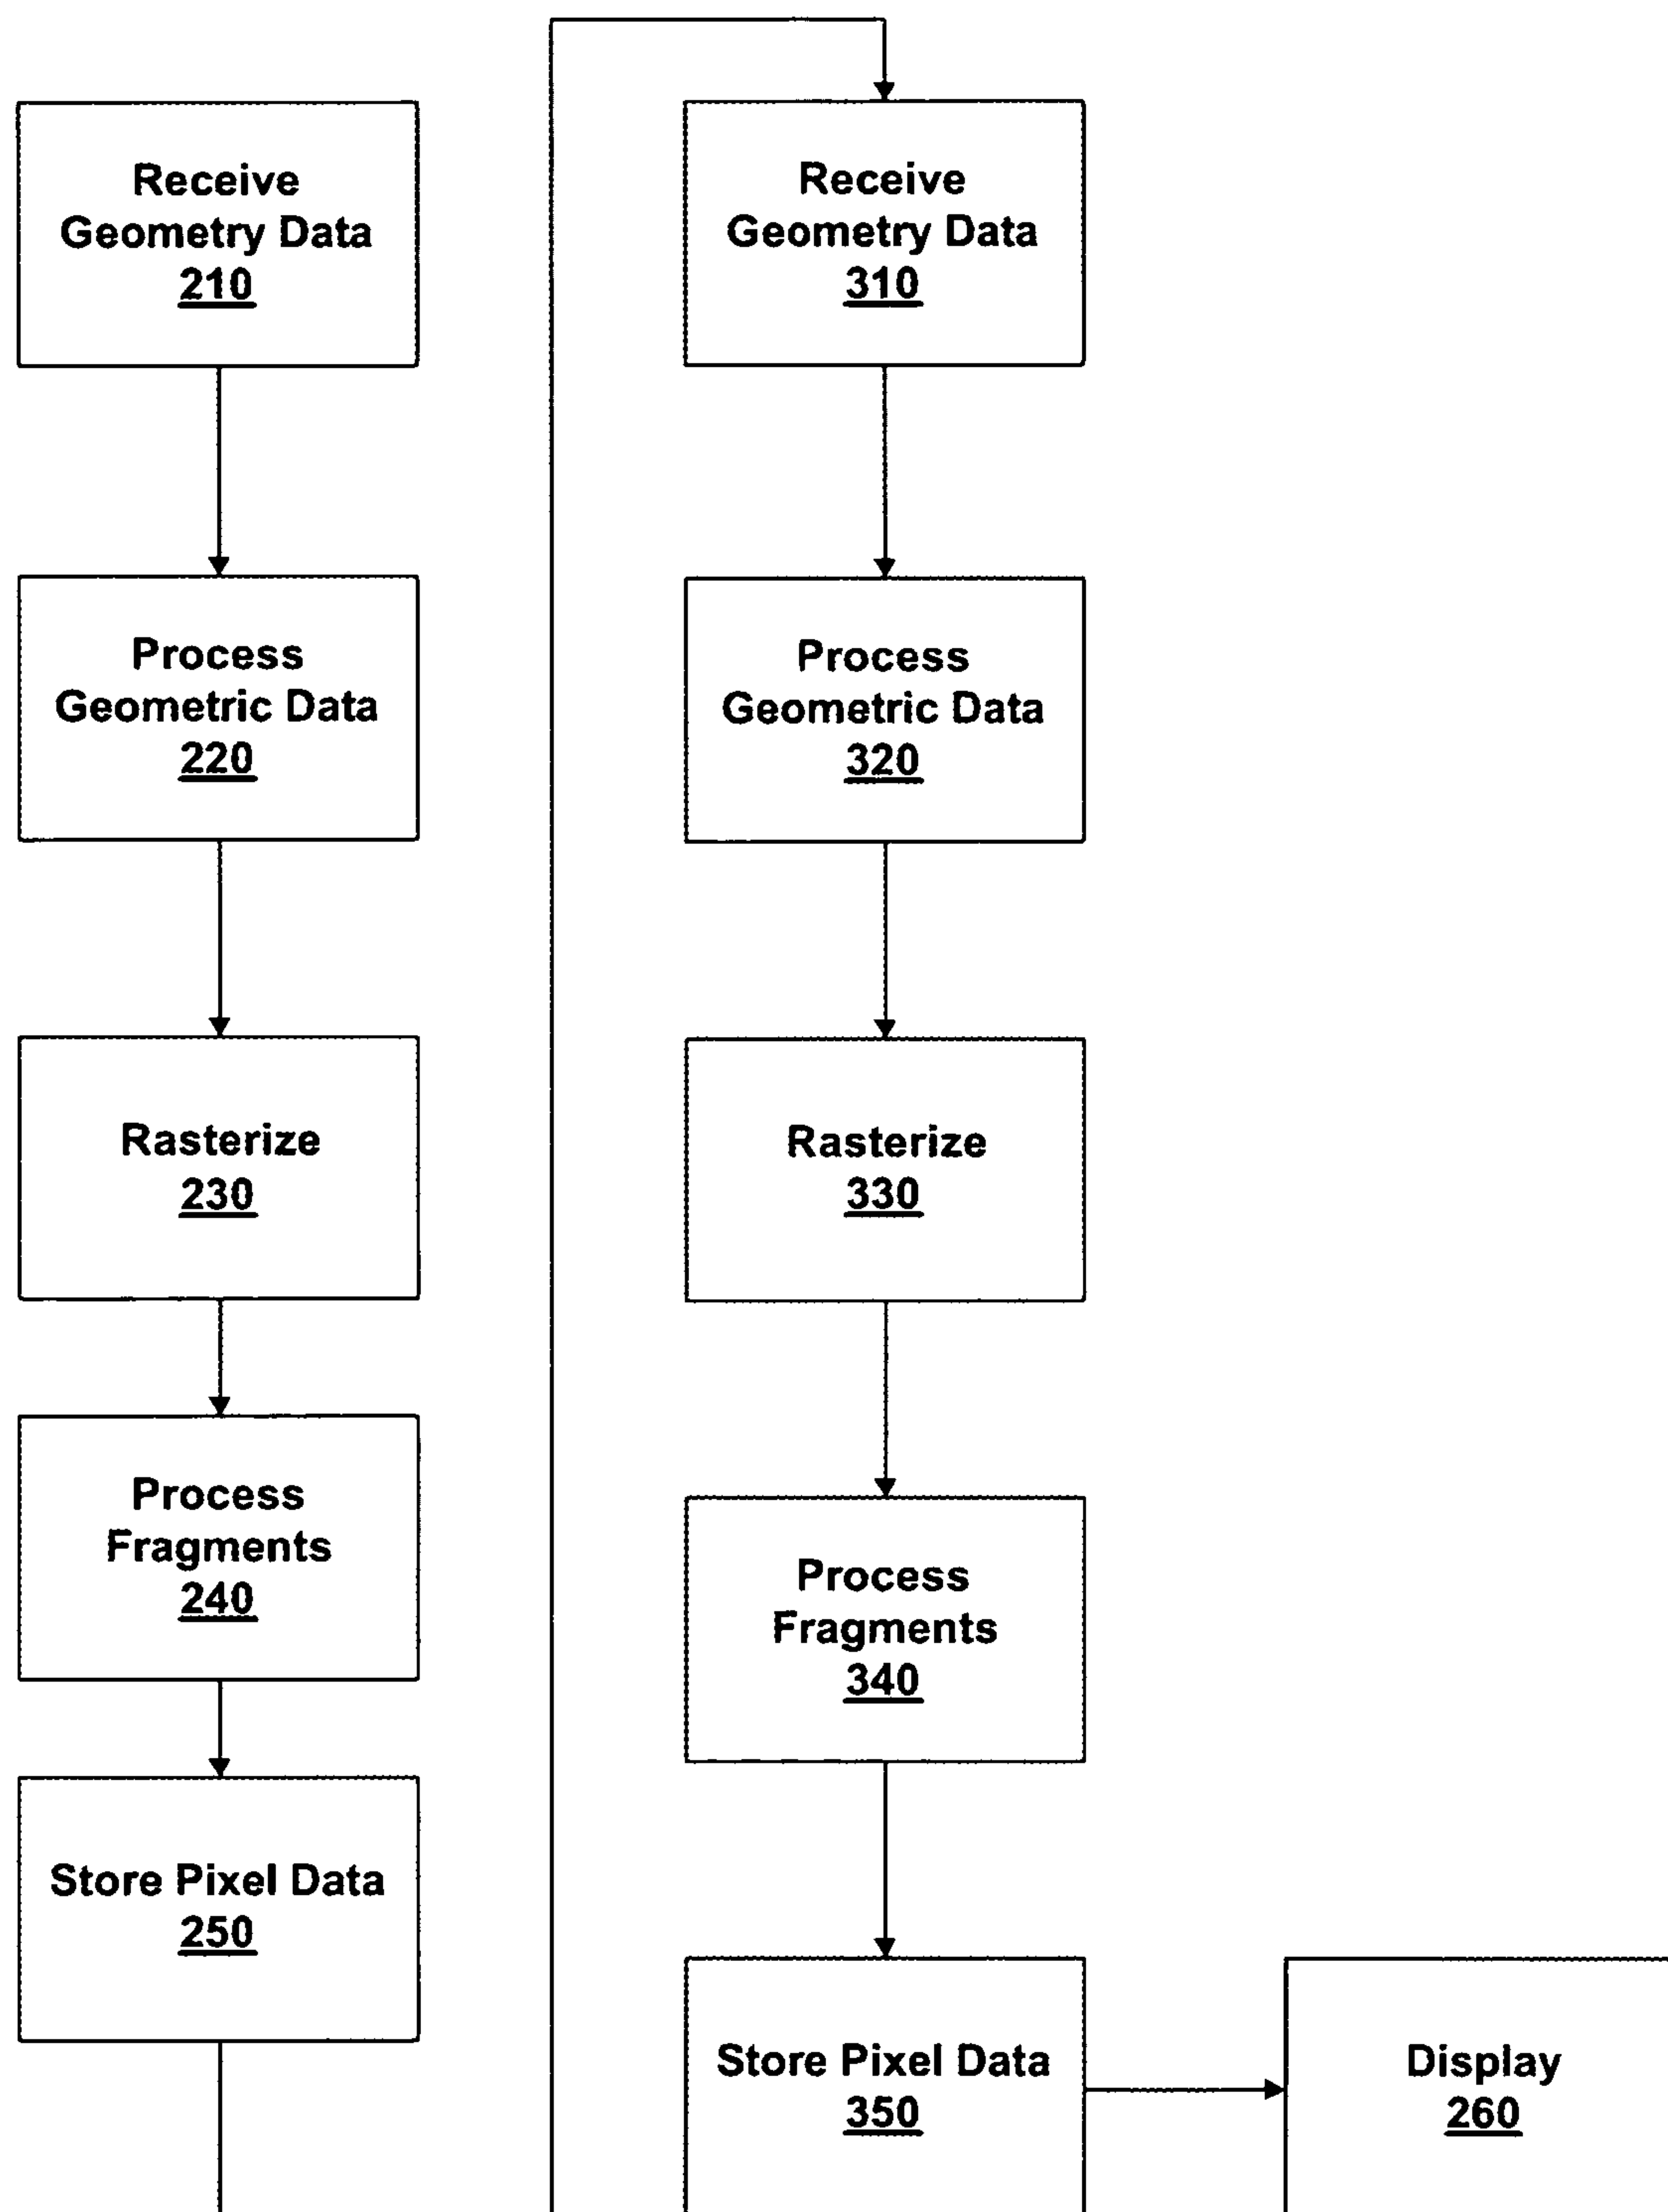 Receive
Geometry Data
210
Process
Geometric Data
220
Rasterize
230
Process
Fragments
240
Store Pixel Data
250
Receive
Geometry Data
310
Process
Geometric Data
320
Rasterize
330
Process
Fragments
340
Store Pixel Data
350
Display
260